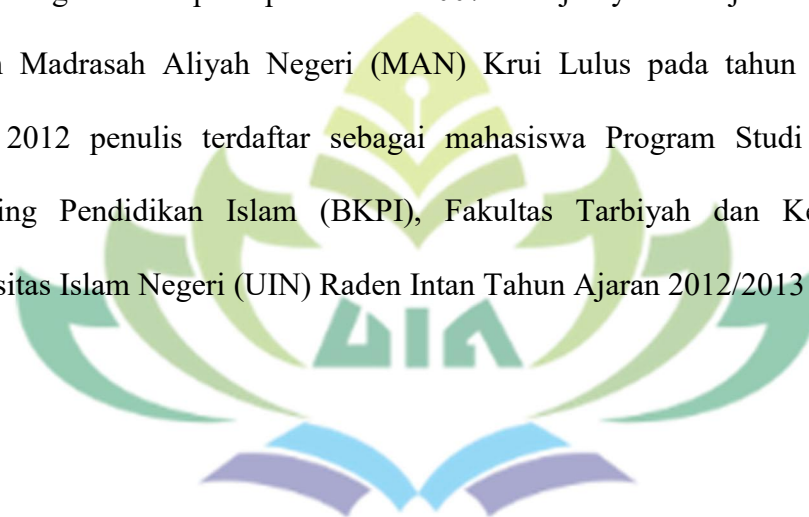 Madrasah Aliyah Negeri (MAN) Krui Lulus pada tahun
2012 penulis terdaftar sebagai mahasiswa Program Studi
Pendidikan Islam (BKPI), Fakultas Tarbiyah dan
Islam Negeri (UIN) Raden Intan Tahun Ajaran 2012/2013
UIN